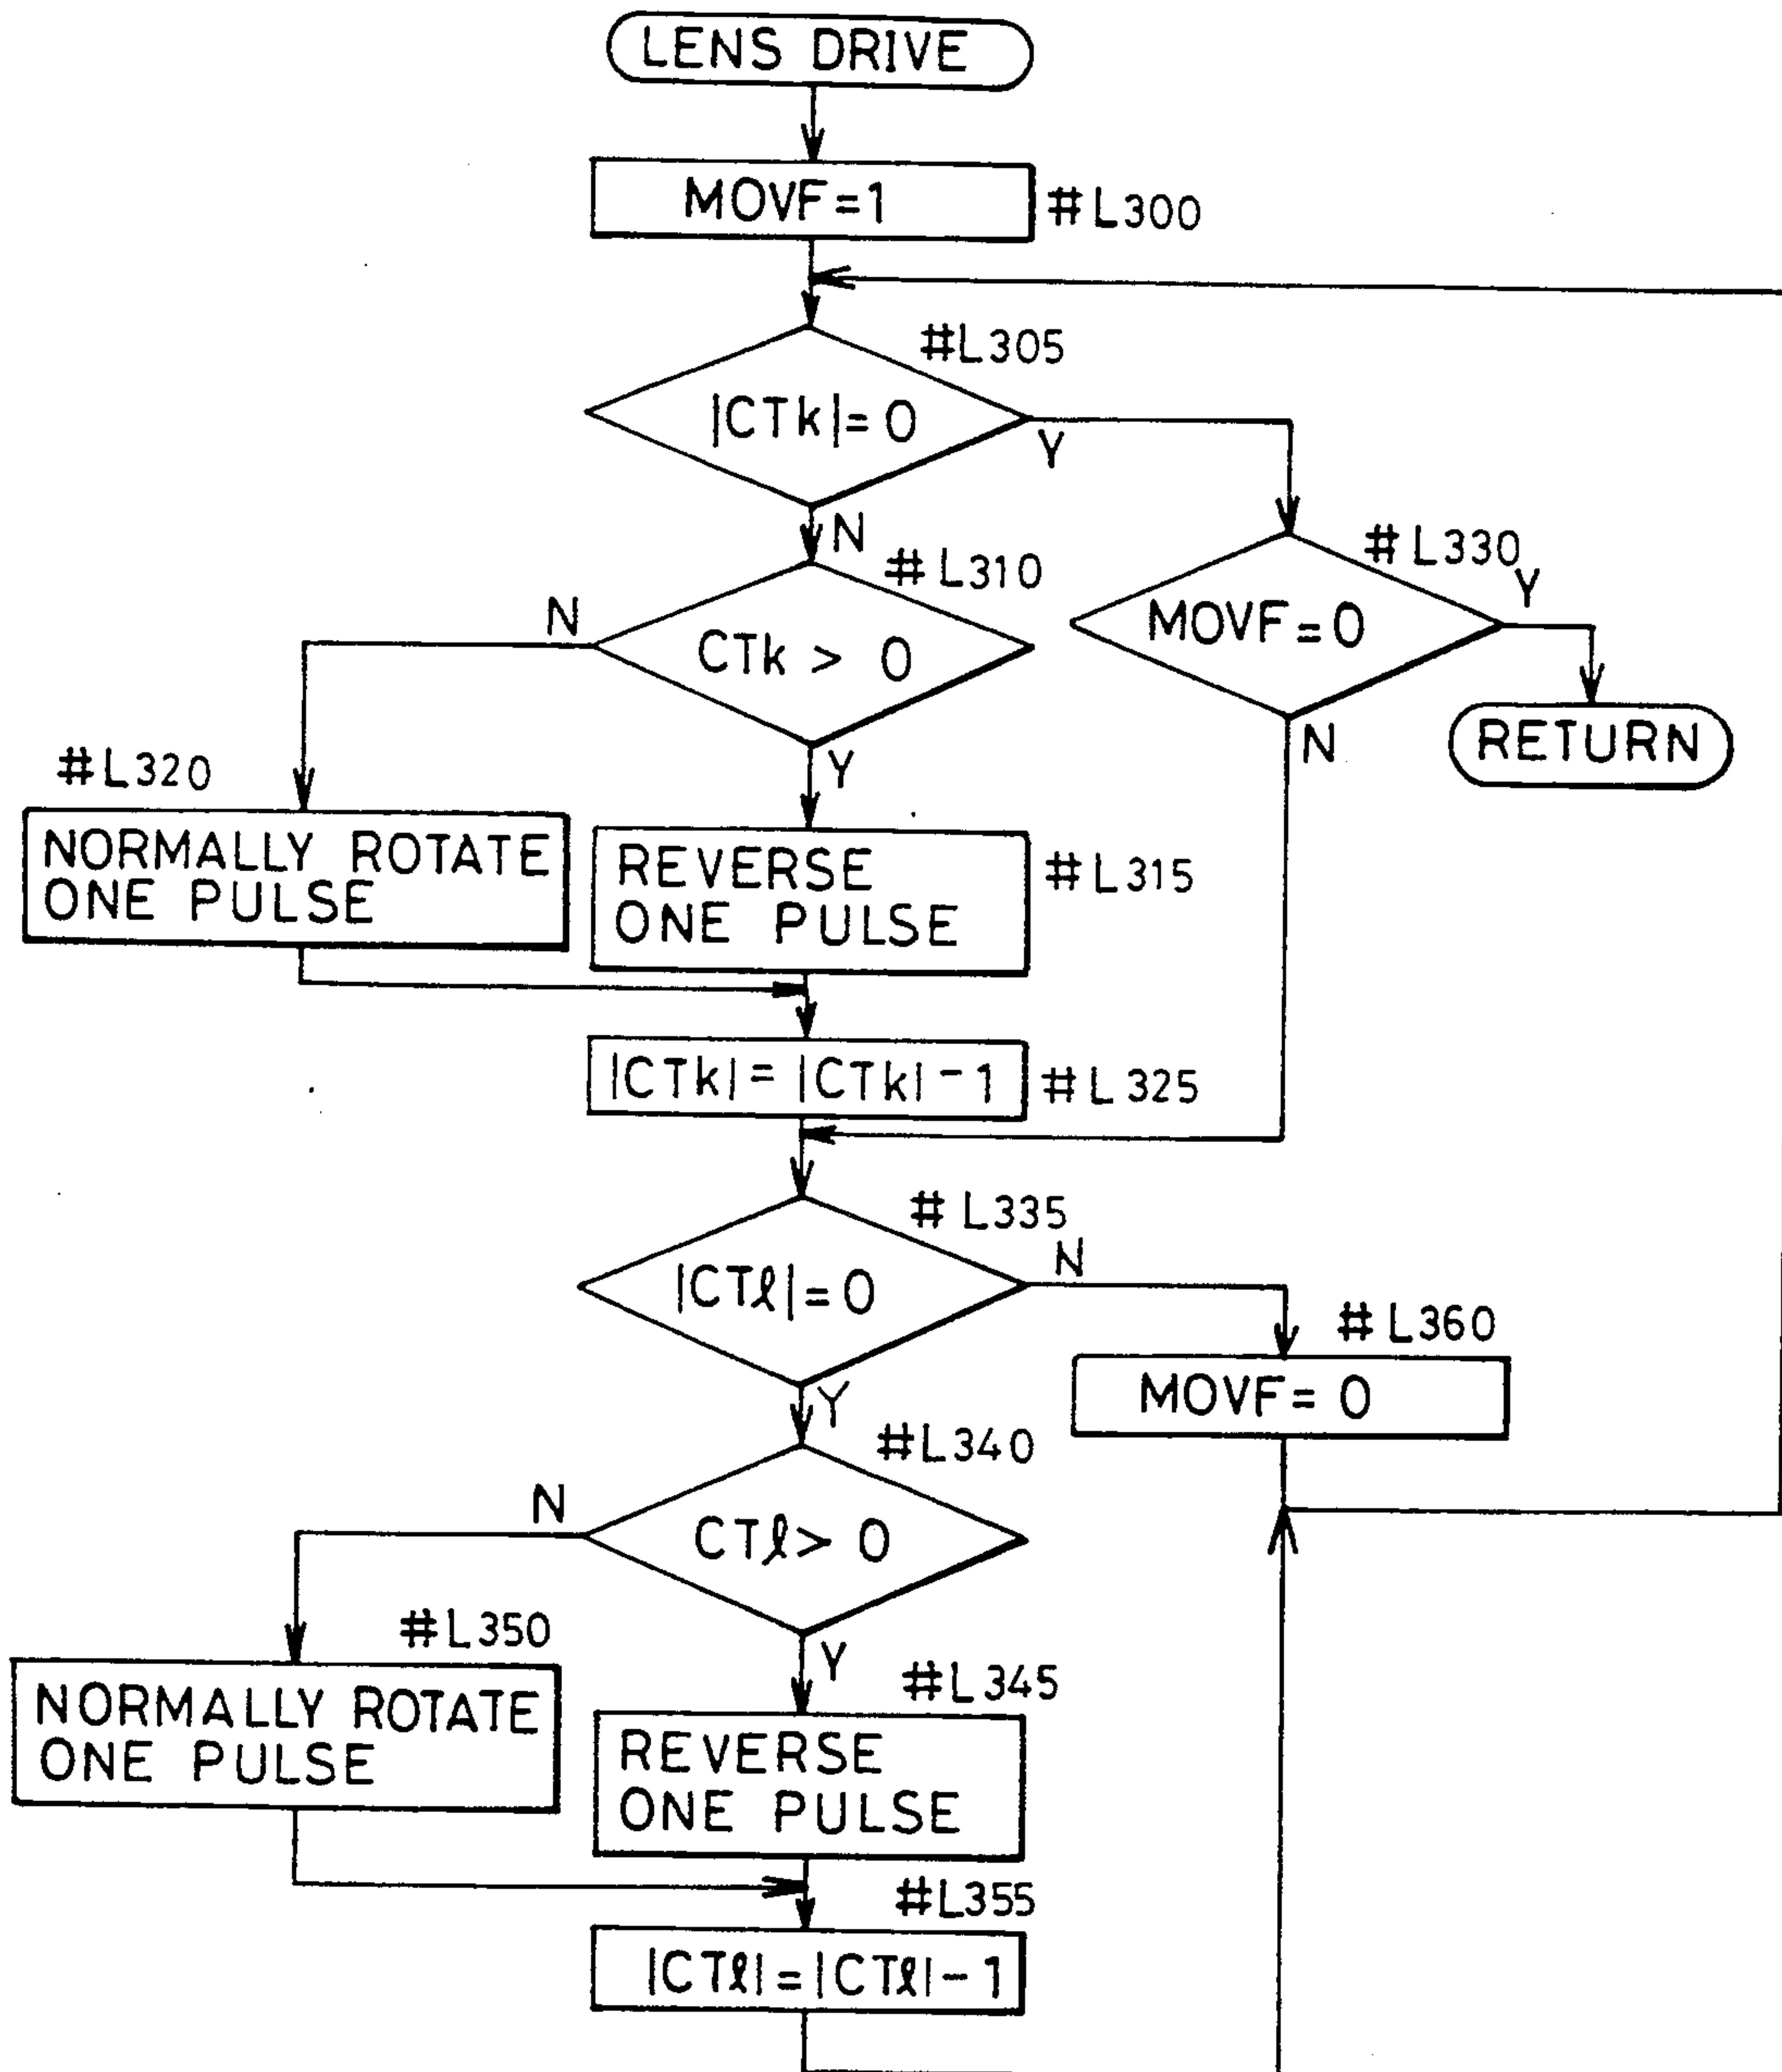 LENS DRIVE
MOVF=1
#L300
#L305
|CTk|=0
Y
N
#L310
#L330
Y
N
CTk > 0
MOVF=0
Y
N
RETURN
#L320
NORMALLY ROTATE
ONE PULSE
REVERSE
ONE PULSE
#L315
|CTk|=|CTk|-1
#L325
#L335
N
|CTℓ|=0
#L360
MOVF=0
Y
#L340
N
CTℓ> 0
#L350
Y
#L345
NORMALLY ROTATE
ONE PULSE
REVERSE
ONE PULSE
#L355
|CTℓ|=|CTℓ|-1